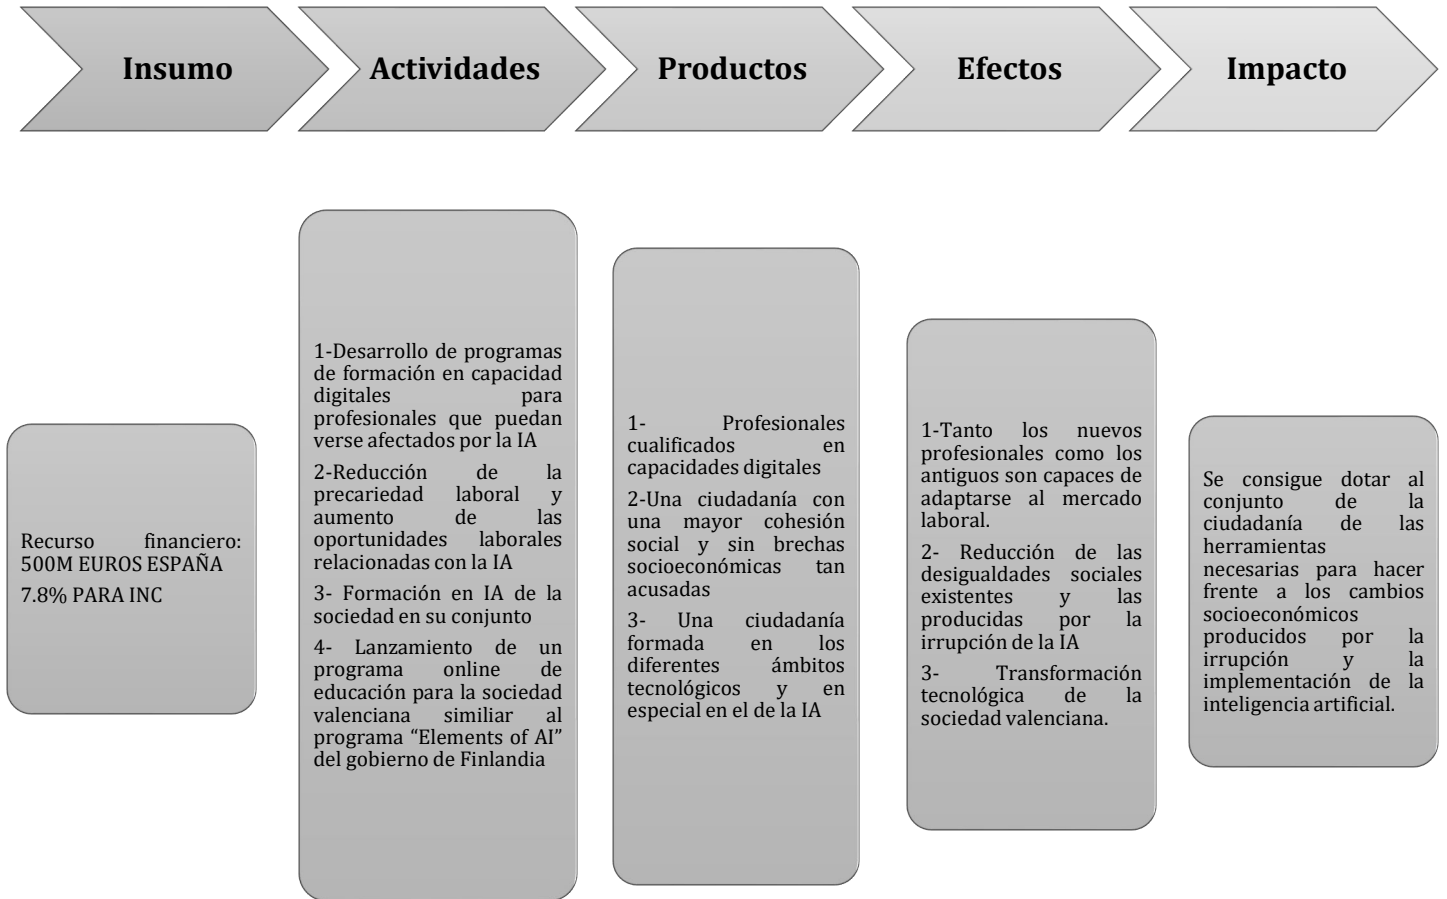 Insumo
Actividades
Productos
Efectos
Impacto
Recurso financiero:
500M EUROS ESPAÑA
7.8% PARA INC
1-Desarrollo de programas
de formación en capacidad
digitales para
profesionales que puedan
verse afectados por la IA
2-Reducción de la
precariedad laboral y
aumento de las
oportunidades laborales
relacionadas con la IA
3- Formación en IA de la
sociedad en su conjunto
4- Lanzamiento de un
programa online de
educación para la sociedad
valenciana similiar al
programa “Elements of AI”
del gobierno de Finlandia
1- Profesionales
cualificados en
capacidades digitales
2-Una ciudadanía con
una mayor cohesión
social y sin brechas
socioeconómicas tan
acusadas
3- Una ciudadanía
formada en los
diferentes ámbitos
tecnológicos y en
especial en el de la IA
1-Tanto los nuevos
profesionales como los
antiguos son capaces de
adaptarse al mercado
laboral.
2- Reducción de las
desigualdades sociales
existentes y las
producidas por la
irrupción de la IA
3- Transformación
tecnológica de la
sociedad valenciana.
Se consigue dotar al
conjunto de la
ciudadanía de las
herramientas
necesarias para hacer
frente a los cambios
socioeconómicos
producidos por la
irrupción y la
implementación de la
inteligencia artificial.